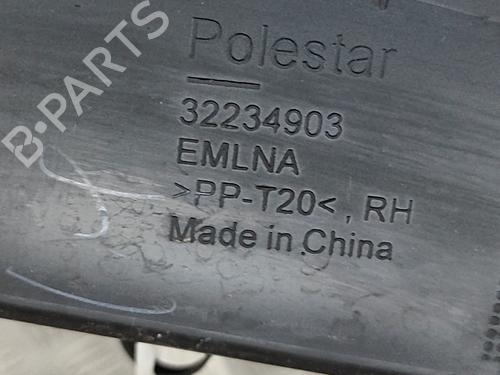 B-PARTS
Polestar
32234903
EMLNA
>PP-T20<, RH
Made in China